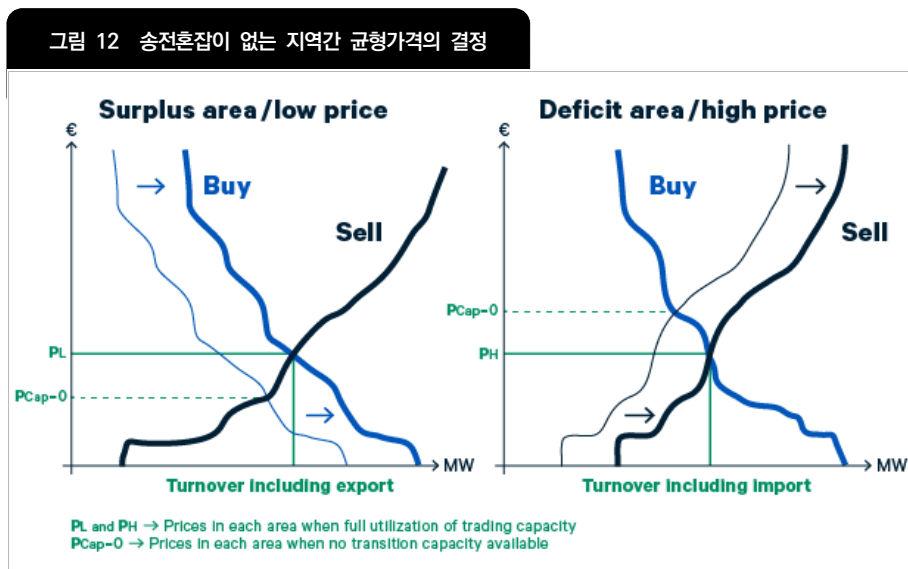 그림 12 송전혼잡이 없는 지역간 균형가격의 결정
Surplus area/low price
€
Buy
Sell
PL
PCap-0
MW
Turnover including export
Deficit area/high price
€
Buy
Sell
PCap-0
PH
MW
Turnover including import
PL and PH → Prices in each area when full utilization of trading capacity
PCap-0 → Prices in each area when no transition capacity available